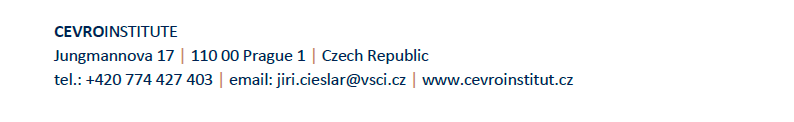 CEVROINSTITUTE
Jungmannova 17 | 110 00 Prague 1 | Czech Republic
tel.: +420 774 427 403 | email: jiri.cieslar@vsci.cz | www.cevroinstitut.cz